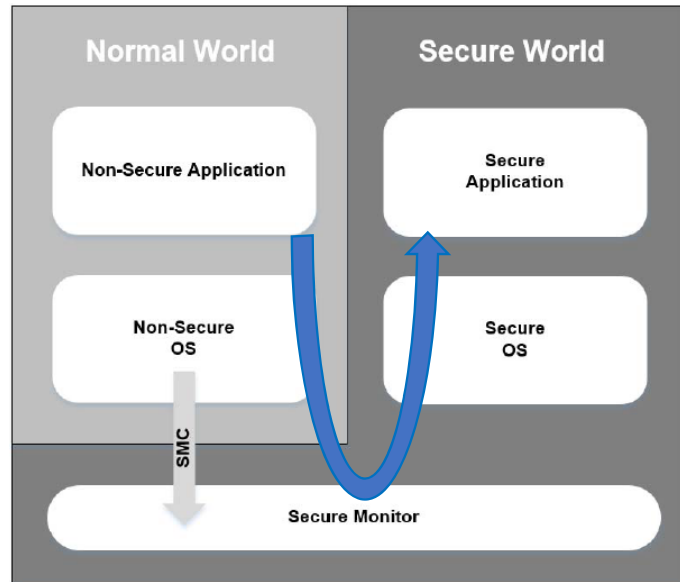 Normal World
Secure World
Non-Secure Application
Secure
Application
Non-Secure
OS
Secure
OS
SMC
Secure Monitor